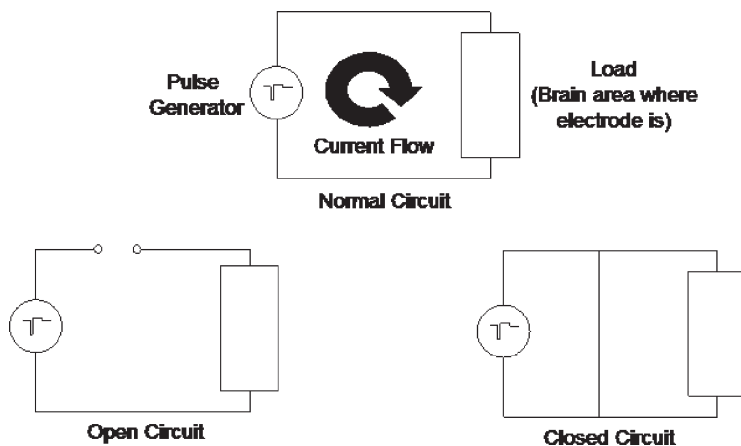 Pulse
Generator
Current Flow
Load
(Brain area where
electrode is)
Normal Circuit
Open Circuit
Closed Circuit